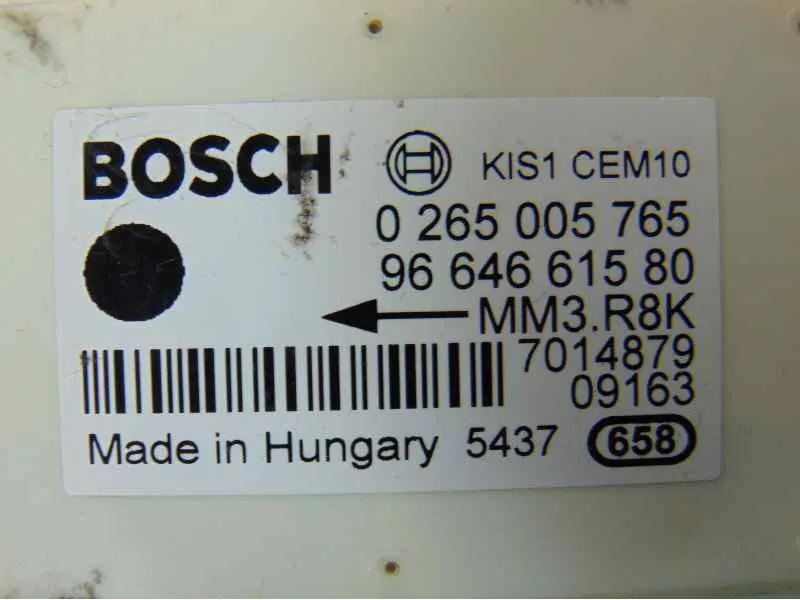 BOSCH KIS1 CEM10
0 265 005 765
96 646 615 80
MM3.R8K
7014879
09163
Made in Hungary 5437 658